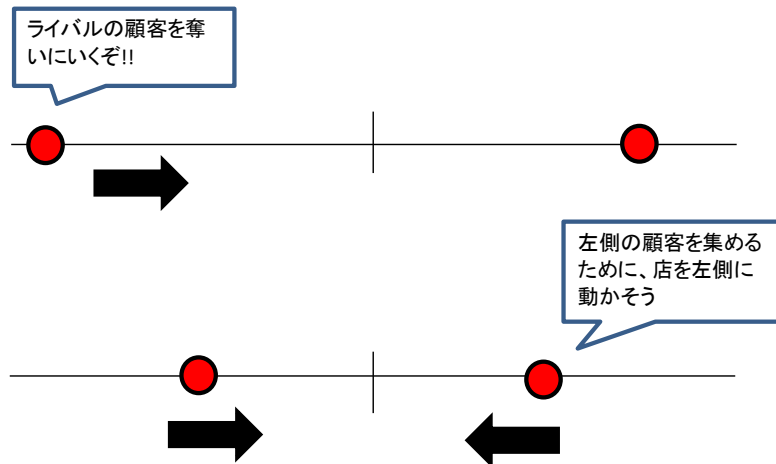 ライバルの顧客を奪
いにいくぞ!!
左側の顧客を集める
ために、店を左側に
動かそう